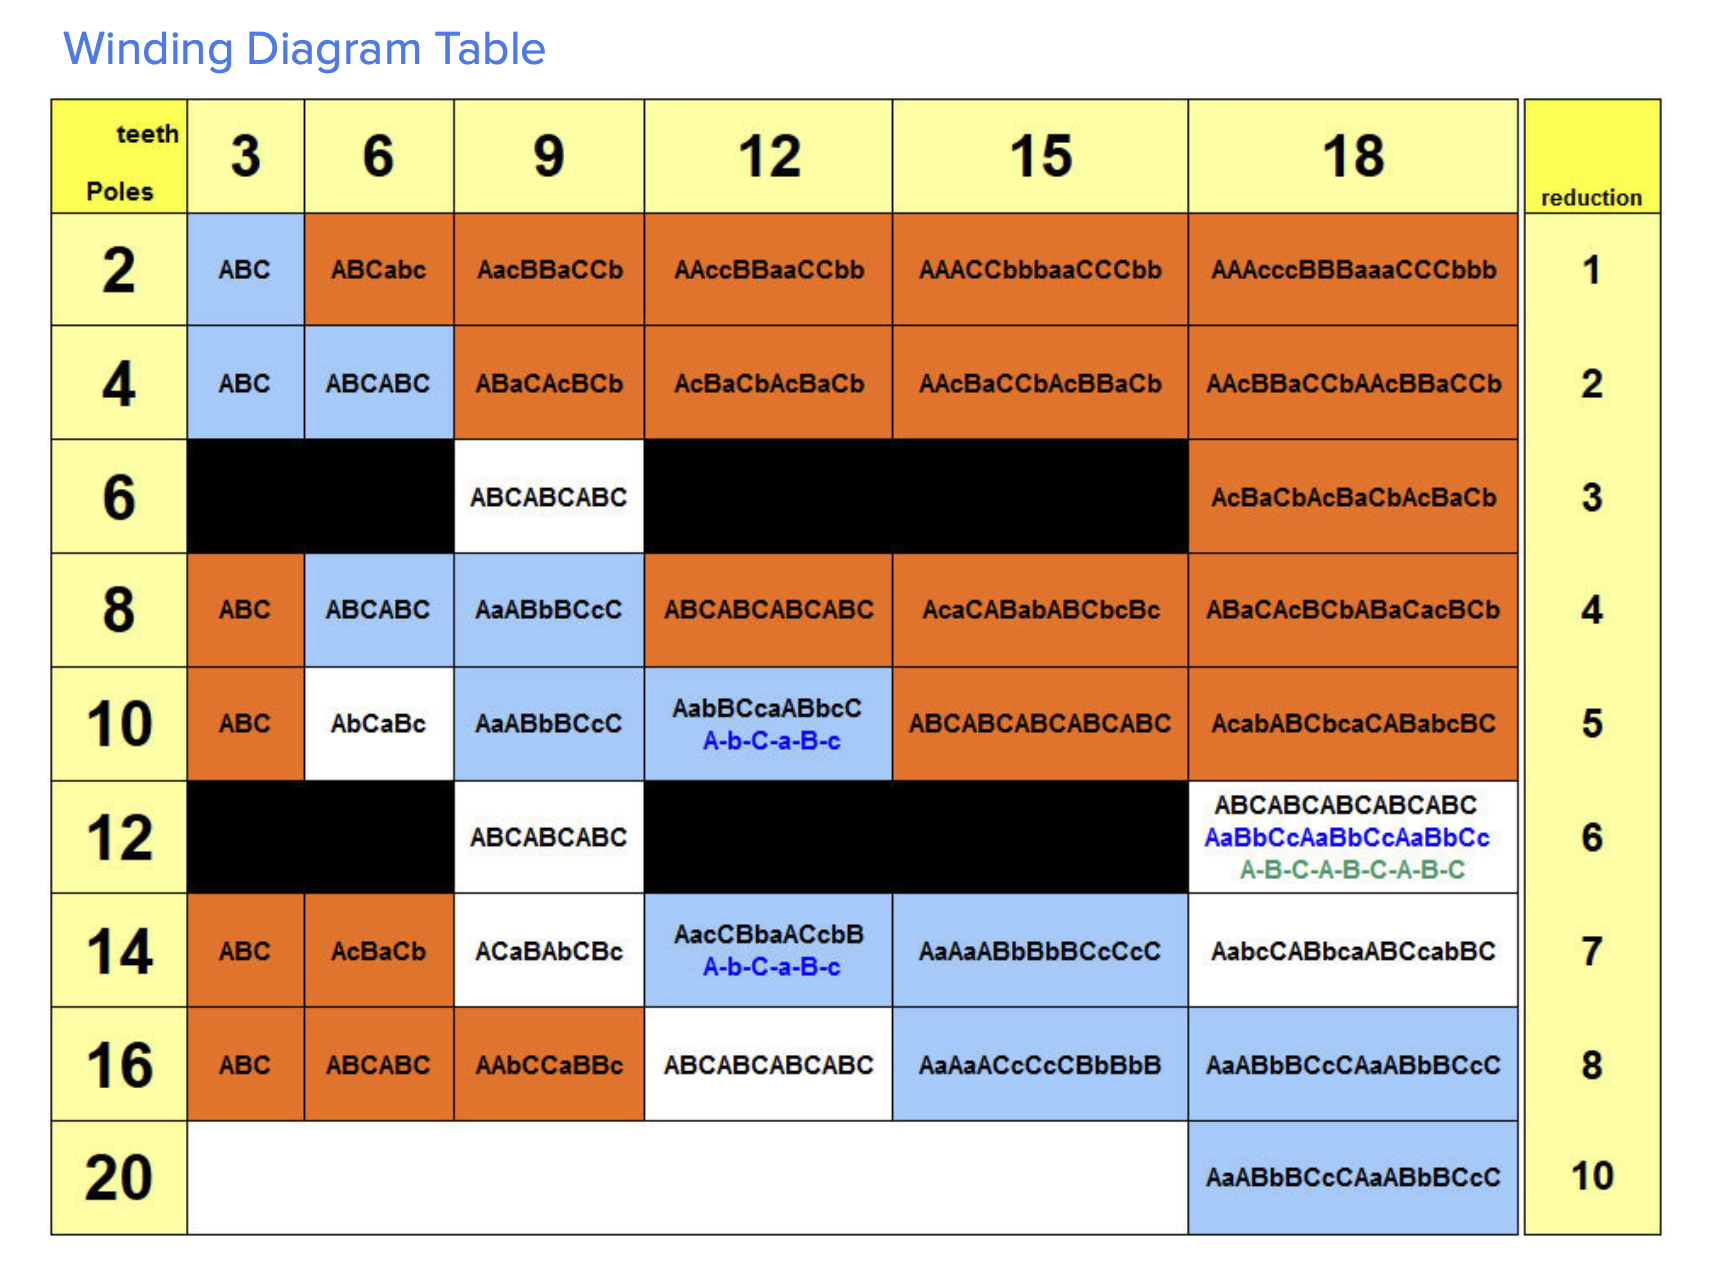 Winding Diagram Table
teeth
Poles
3
6
9
12
15
18
reduction
2
ABC
ABCabc
AacBBaCCb
AAccBBaaCCbb
AAACCbbbaaCCCbb
AAAcccBBBaaaCCCbbb
1
4
ABC
ABCABC
ABaCAcBCb
AcBaCbAcBaCb
AAcBaCCbAcBBaCb
AAcBBaCCbAAcBBaCCb
2
6
ABCABCABC
AcBaCbAcBaCbAcBaCb
3
8
ABC
ABCABC
AaABbBCcC
ABCABCABCABC
AcaCABabABCbcBc
ABaCAcBCbABaCacBCb
4
10
ABC
AbCaBc
AaABbBCcC
AabBCcaABbcC
A-b-C-a-B-c
ABCABCABCABCABC
AcabABCbcaCABabcBC
5
12
ABCABCABC
ABCABCABCABCABC
AaBbCcAaBbCcAaBbCc
A-B-C-A-B-C-A-B-C
6
14
ABC
AcBaCb
ACaBAbCBc
AacCBbaACcbB
A-b-C-a-B-c
AaAaABbBbBCcCcC
AabcCABbcaABCcabBC
7
16
ABC
ABCABC
AAbCCaBBc
ABCABCABCABC
AaAaACcCcCBbBbB
AaABbBCcCAaABbBCcC
8
20
AaABbBCcCAaABbBCcC
10